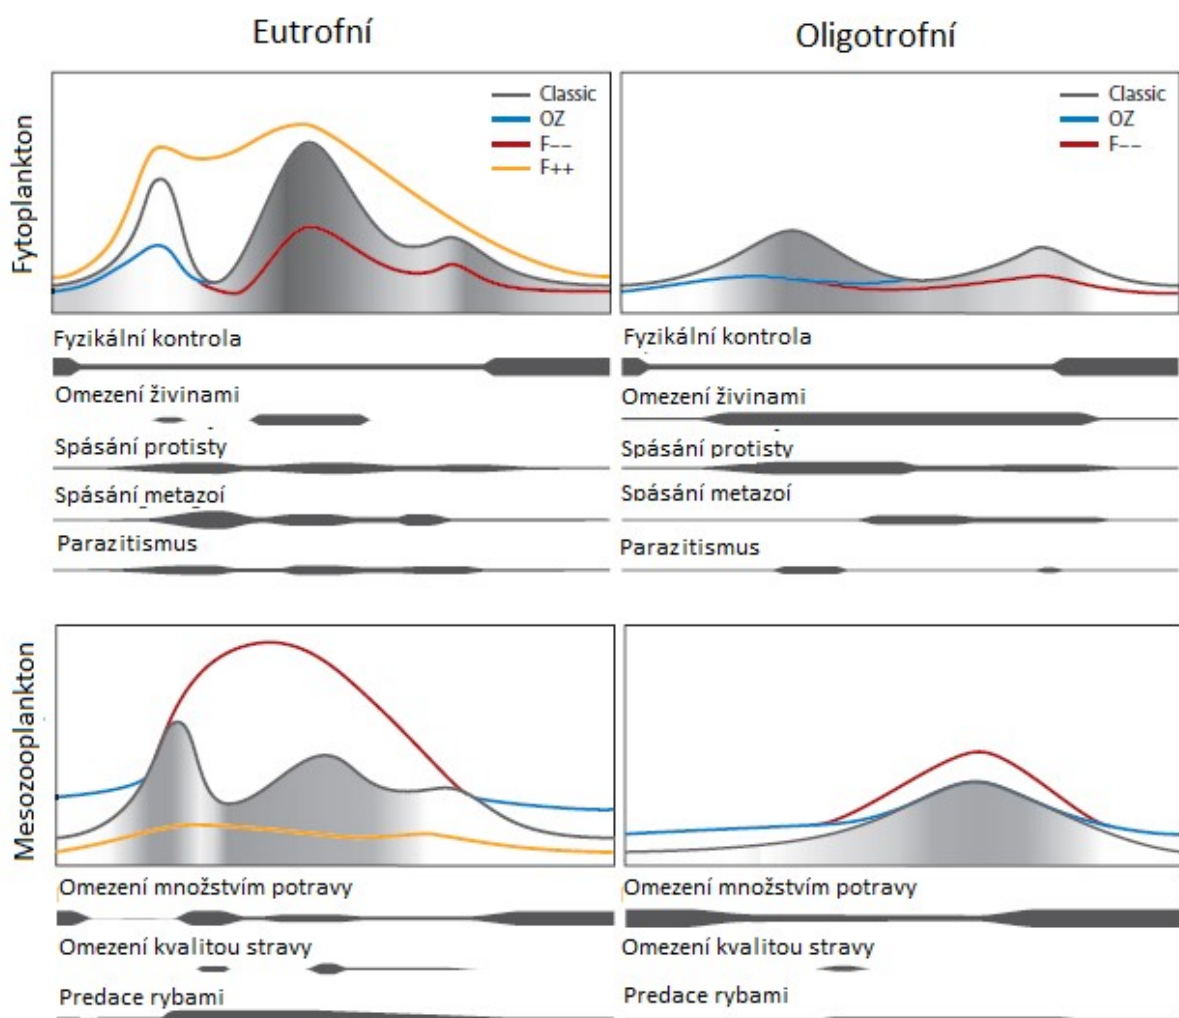 Eutrofní
Oligotrofní
Fytoplankton
Classic
OZ
F--
F++
Classic
OZ
F--
Fyzikální kontrola
Fyzikální kontrola
Omezení živinami
Omezení živinami
Spásání protisty
Spásání protisty
Spásání metazoí
Spásání metazoí
Parazitismus
Parazitismus
Mesozooplankton
Omezení množstvím potravy
Omezení množstvím potravy
Omezení kvalitou stravy
Omezení kvalitou stravy
Predace rybami
Predace rybami